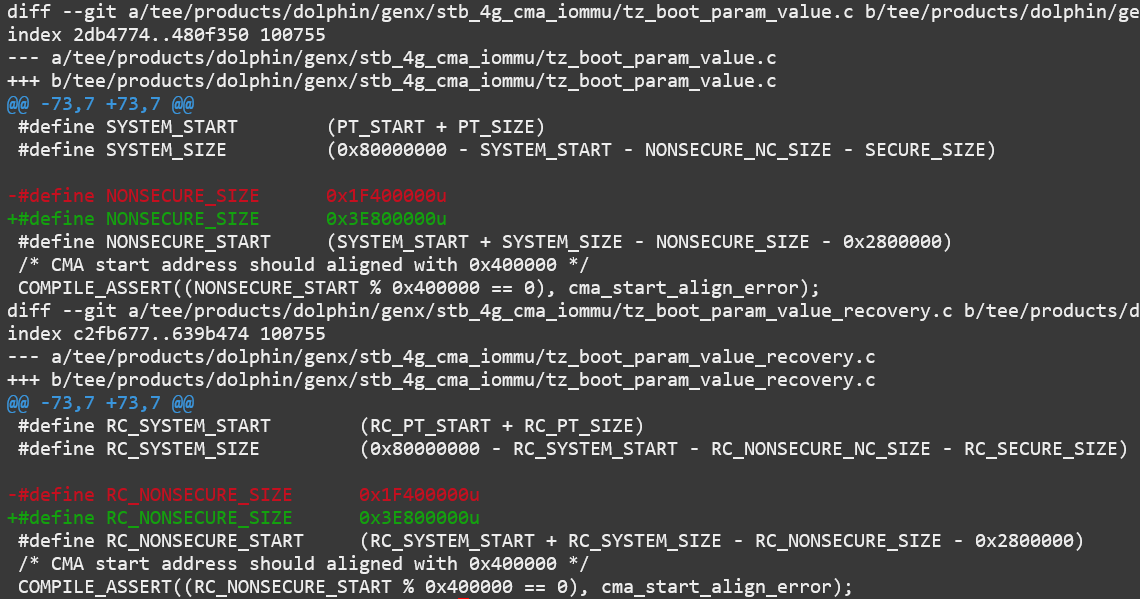 diff --git a/tee/products/dolphin/genx/stb_4g_cma_iommu/tz_boot_param_value.c b/tee/products/dolphin/ge
index 2db4774..480f350 100755
--- a/tee/products/dolphin/genx/stb_4g_cma_iommu/tz_boot_param_value.c
+++ b/tee/products/dolphin/genx/stb_4g_cma_iommu/tz_boot_param_value.c
@@ -73,7 +73,7 @@
 #define SYSTEM_START        (PT_START + PT_SIZE)
 #define SYSTEM_SIZE         (0x80000000 - SYSTEM_START - NONSECURE_NC_SIZE - SECURE_SIZE)
-#define NONSECURE_SIZE      0x1F400000u
+#define NONSECURE_SIZE      0x3E800000u
 #define NONSECURE_START     (SYSTEM_START + SYSTEM_SIZE - NONSECURE_SIZE - 0x2800000)
 /* CMA start address should aligned with 0x400000 */
 COMPILE_ASSERT((NONSECURE_START % 0x400000 == 0), cma_start_align_error);
diff --git a/tee/products/dolphin/genx/stb_4g_cma_iommu/tz_boot_param_value_recovery.c b/tee/products/d
index c2fb677..639b474 100755
--- a/tee/products/dolphin/genx/stb_4g_cma_iommu/tz_boot_param_value_recovery.c
+++ b/tee/products/dolphin/genx/stb_4g_cma_iommu/tz_boot_param_value_recovery.c
@@ -73,7 +73,7 @@
 #define RC_SYSTEM_START        (RC_PT_START + RC_PT_SIZE)
 #define RC_SYSTEM_SIZE         (0x80000000 - RC_SYSTEM_START - RC_NONSECURE_NC_SIZE - RC_SECURE_SIZE)
-#define RC_NONSECURE_SIZE      0x1F400000u
+#define RC_NONSECURE_SIZE      0x3E800000u
 #define RC_NONSECURE_START     (RC_SYSTEM_START + RC_SYSTEM_SIZE - RC_NONSECURE_SIZE - 0x2800000)
 /* CMA start address should aligned with 0x400000 */
 COMPILE_ASSERT((RC_NONSECURE_START % 0x400000 == 0), cma_start_align_error);